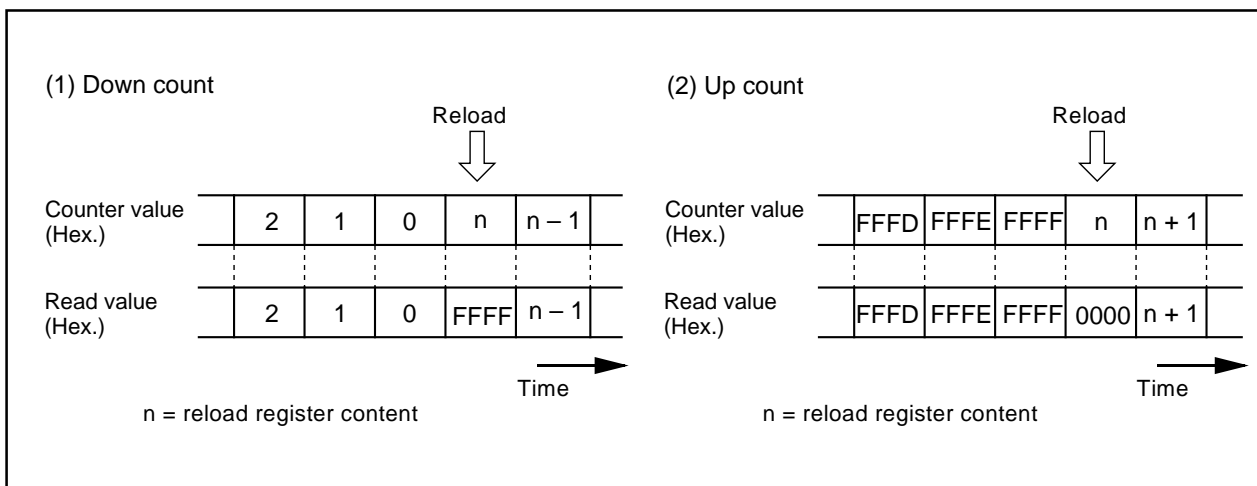 (1) Down count
Reload
Counter value
(Hex.)
2 1 0 n n – 1
Read value
(Hex.)
2 1 0 FFFF n – 1
Time
n = reload register content
(2) Up count
Reload
Counter value
(Hex.)
FFFD FFFE FFFF n n + 1
Read value
(Hex.)
FFFD FFFE FFFF 0000 n + 1
Time
n = reload register content